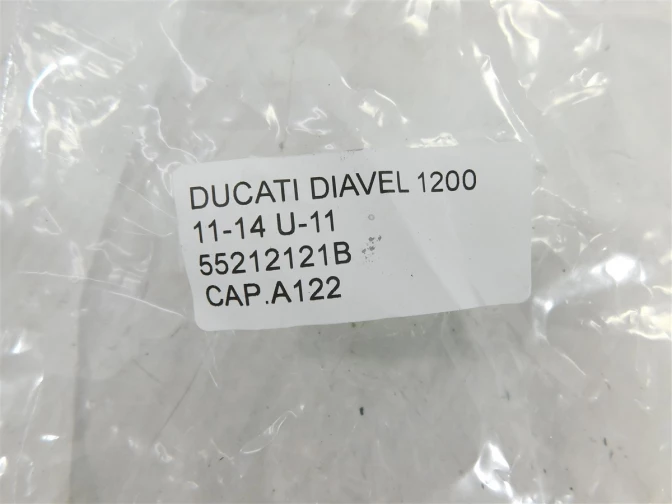 DUCATI DIAVEL 1200
11-14 U-11
55212121B
CAP.A122